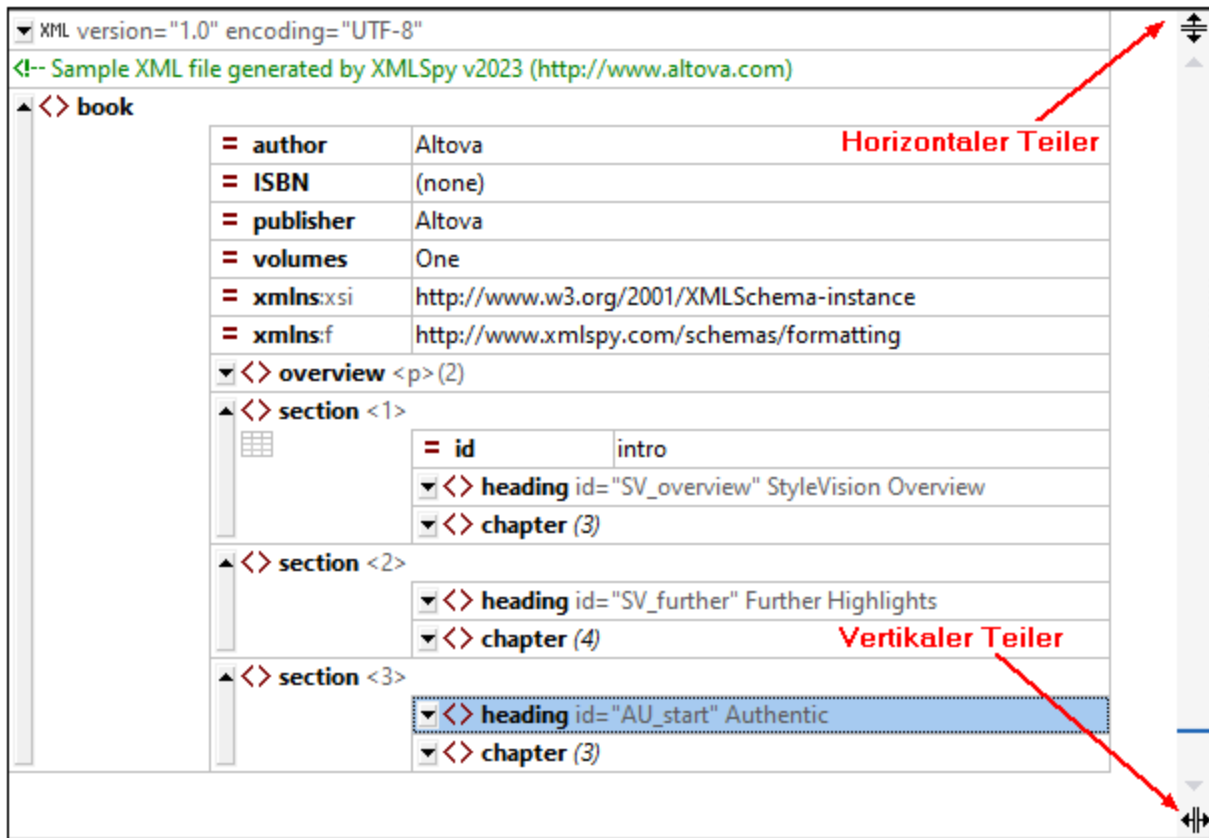 XML version="1.0" encoding="UTF-8"
<!-- Sample XML file generated by XMLSpy v2023 (http://www.altova.com)
<> book
Horizontaler Teiler
= author Altova
= ISBN (none)
= publisher Altova
= volumes One
= xmlns:xsi http://www.w3.org/2001/XMLSchema-instance
= xmlns:f http://www.xmlspy.com/schemas/formatting
<> overview <p>(2)
<> section <1>
= id intro
<> heading id="SV_overview" StyleVision Overview
<> chapter (3)
<> section <2>
<> heading id="SV_further" Further Highlights
<> chapter (4)
Vertikaler Teiler
<> section <3>
<> heading id="AU_start" Authentic
<> chapter (3)